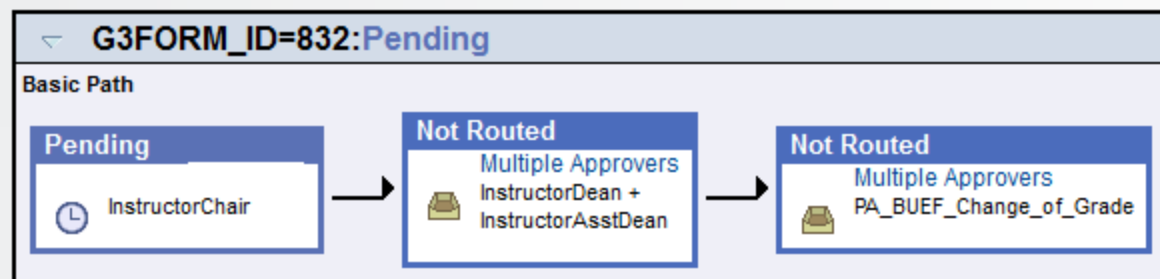 G3FORM_ID=832:Pending
Basic Path
Pending
InstructorChair
Not Routed
Multiple Approvers
InstructorDean +
InstructorAsstDean
Not Routed
Multiple Approvers
PA_BUEF_Change_of_Grade